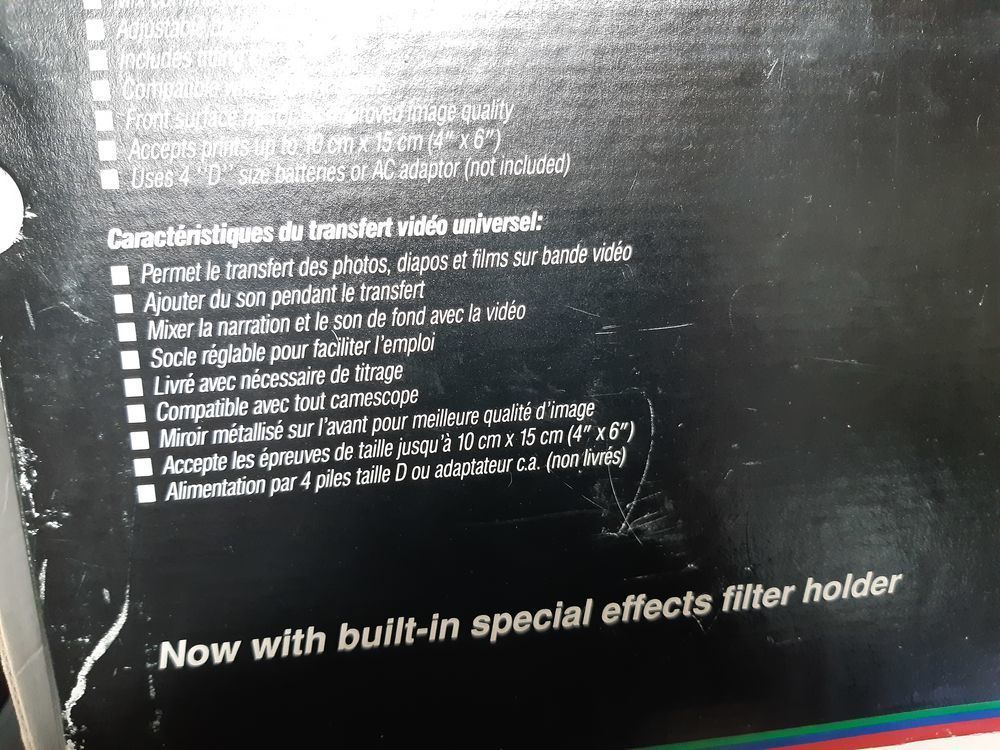 Adjustable
Includes titling
Compatible
Front surface mirror for improved image quality
Accepts prints up to 10 cm x 15 cm (4" x 6")
Uses 4 "D" size batteries or AC adaptor (not included)
Caractéristiques du transfert vidéo universel:
Permet le transfert des photos, diapos et films sur bande vidéo
Ajouter du son pendant le transfert
Mixer la narration et le son de fond avec la vidéo
Socle réglable pour faciliter l'emploi
Livré avec nécessaire de titrage
Compatible avec tout camescope
Miroir métallisé sur l'avant pour meilleure qualité d'image
Accepte les épreuves de taille jusqu'à 10 cm x 15 cm (4" x 6")
Alimentation par 4 piles taille D ou adaptateur c.a. (non livrés)
Now with built-in special effects filter holder